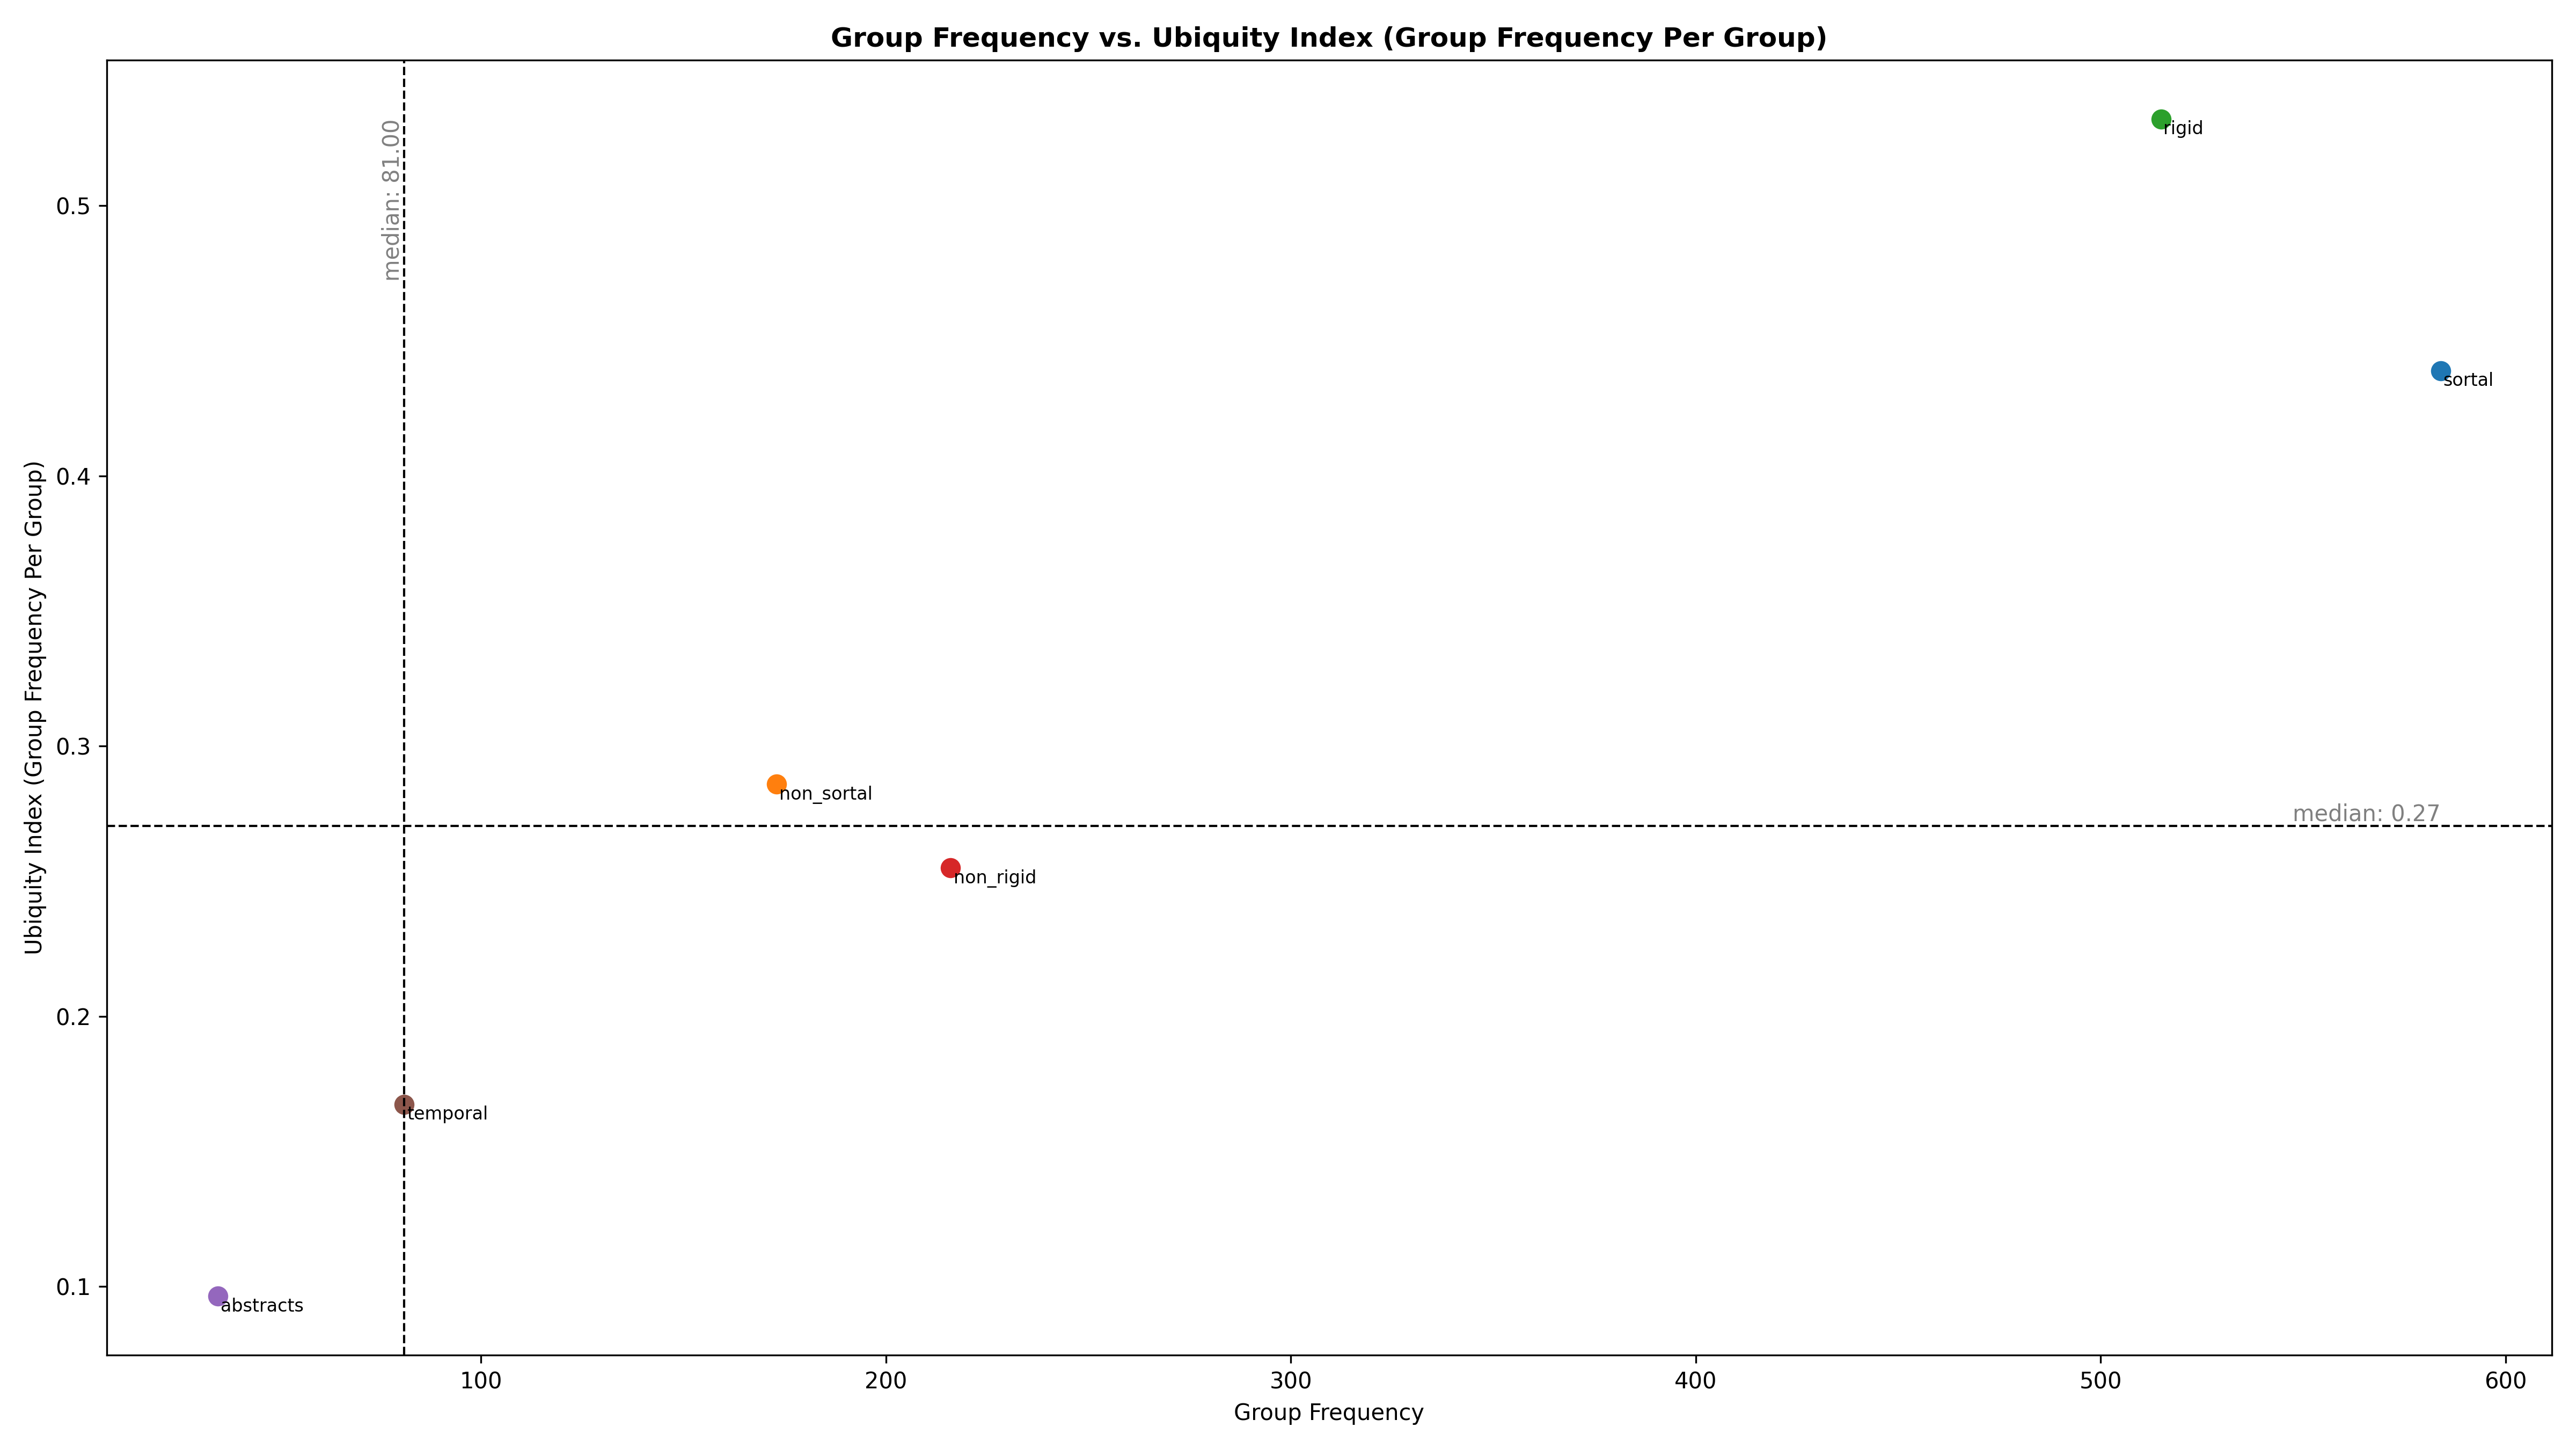 Group Frequency vs. Ubiquity Index (Group Frequency Per Group)
Ubiquity Index (Group Frequency Per Group)
0.5
0.4
0.3
0.2
0.1
median: 81.00
rigid
sortal
non_sortal
median: 0.27
non_rigid
temporal
abstracts
100
200
300
400
500
600
Group Frequency